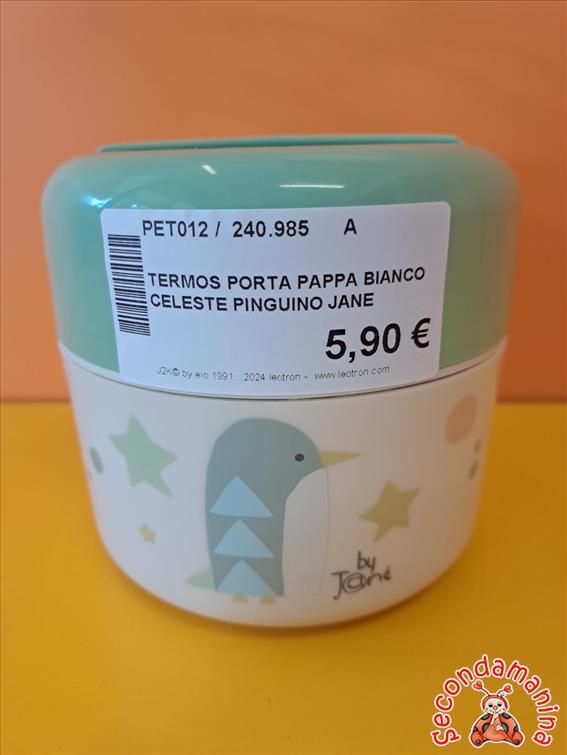 PET012 / 240.985 A
TERMOS PORTA PAPPA BIANCO
CELESTE PINGUINO JANE
5,90 €
J2K© by elo 1991 2024 leotron - www.leotron.com
by
Jané
Secondamanina